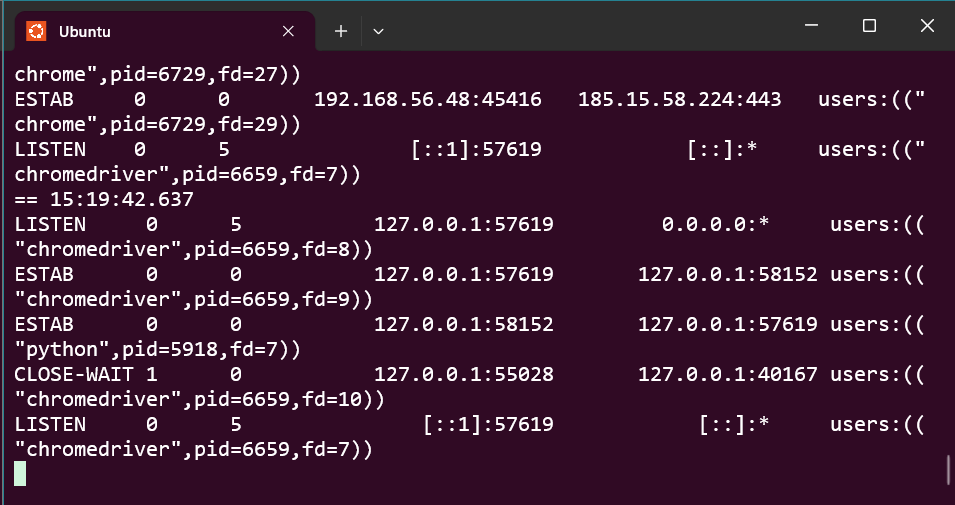 Ubuntu
chrome",pid=6729,fd=27))
ESTAB 0 0 192.168.56.48:45416 185.15.58.224:443 users:(("
chrome",pid=6729,fd=29))
LISTEN 0 5 [::1]:57619 [::]:* users:(("
chromedriver",pid=6659,fd=7))
== 15:19:42.637
LISTEN 0 5 127.0.0.1:57619 0.0.0.0:* users:((
"chromedriver",pid=6659,fd=8))
ESTAB 0 0 127.0.0.1:57619 127.0.0.1:58152 users:((
"chromedriver",pid=6659,fd=9))
ESTAB 0 0 127.0.0.1:58152 127.0.0.1:57619 users:((
"python",pid=5918,fd=7))
CLOSE-WAIT 1 0 127.0.0.1:55028 127.0.0.1:40167 users:((
"chromedriver",pid=6659,fd=10))
LISTEN 0 5 [::1]:57619 [::]:* users:((
"chromedriver",pid=6659,fd=7))